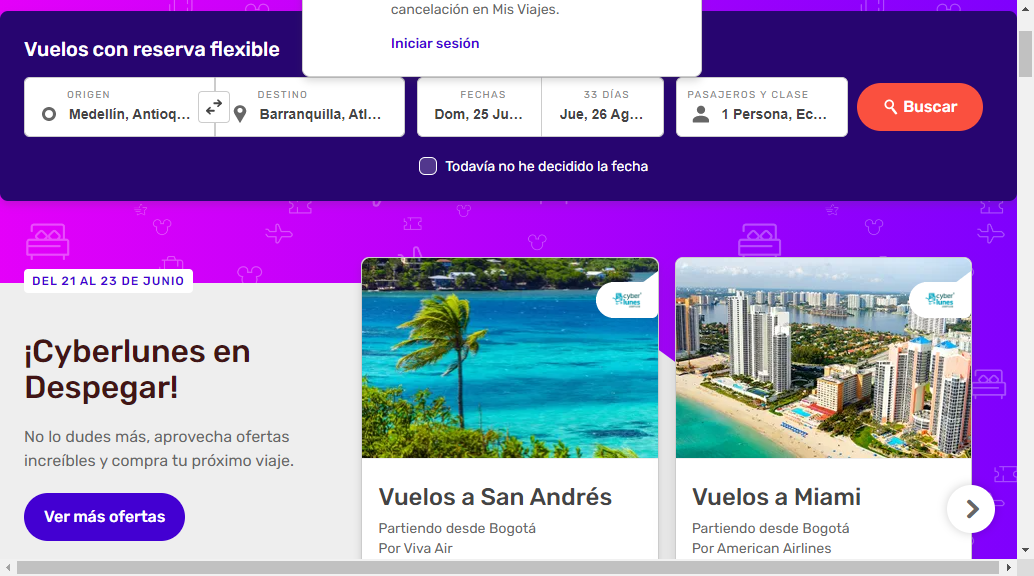 cancelación en Mis Viajes.
Iniciar sesión
Vuelos con reserva flexible
ORIGEN
Medellín, Antioq...
DESTINO
Barranquilla, Atl...
FECHAS
Dom, 25 Ju...
33 DÍAS
Jue, 26 Ag...
PASAJEROS Y CLASE
1 Persona, Ec...
Buscar
Todavía no he decidido la fecha
DEL 21 AL 23 DE JUNIO
¡Cyberlunes en
Despegar!
No lo dudes más, aprovecha ofertas
increíbles y compra tu próximo viaje.
Ver más ofertas
cyber
lunes
Vuelos a San Andrés
Partiendo desde Bogotá
Por Viva Air
cyber
lunes
Vuelos a Miami
Partiendo desde Bogotá
Por American Airlines